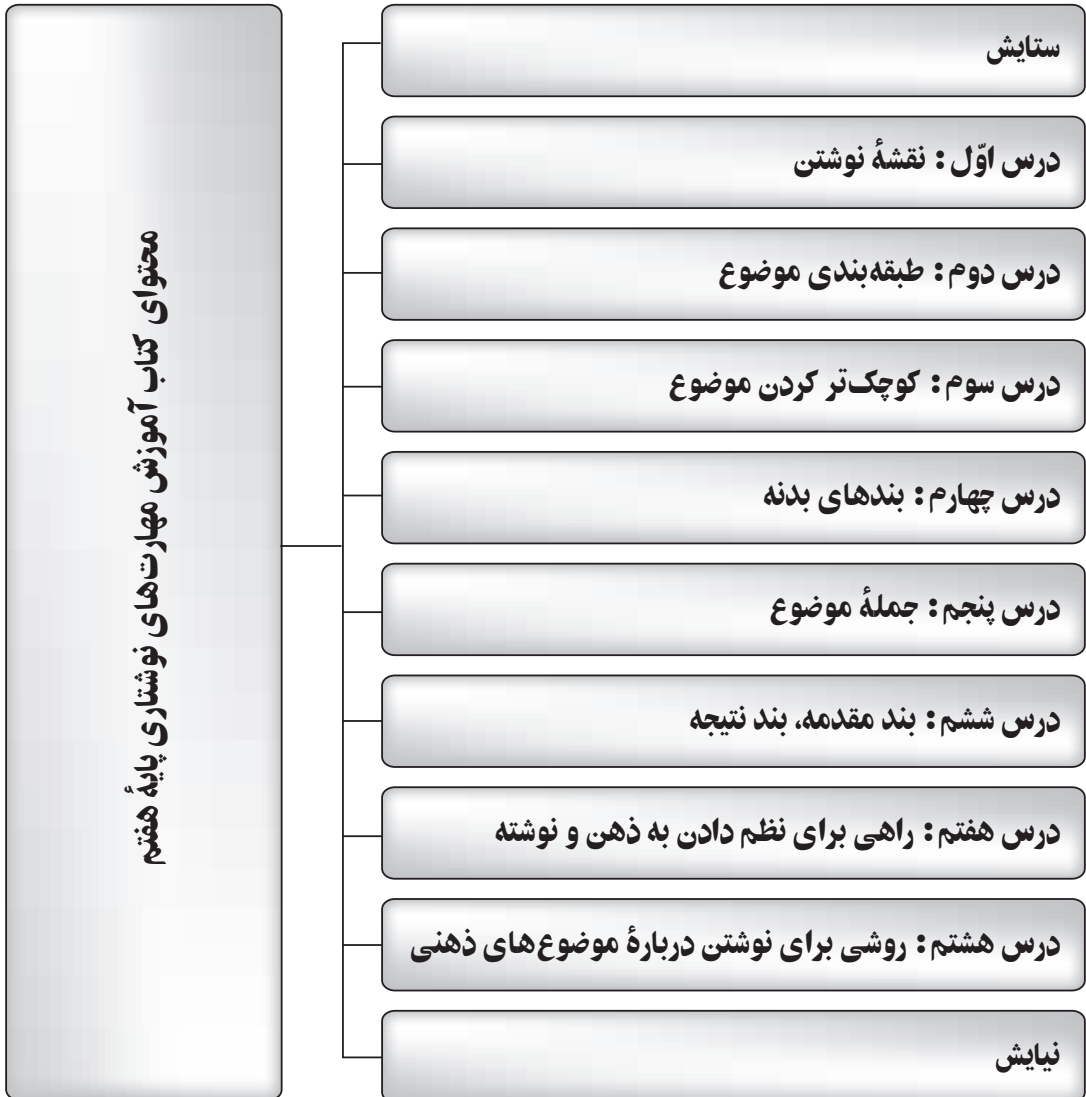 محتوای کتاب آموزش مهارت‌های نوشتاری پایهٔ هفتم
ستایش
درس اوّل: نقشهٔ نوشتن
درس دوم: طبقه‌بندی موضوع
درس سوم: کوچک‌تر کردن موضوع
درس چهارم: بندهای بدنه
درس پنجم: جملهٔ موضوع
درس ششم: بند مقدمه، بند نتیجه
درس هفتم: راهی برای نظم دادن به ذهن و نوشته
درس هشتم: روشی برای نوشتن دربارهٔ موضوع‌های ذهنی
نیایش